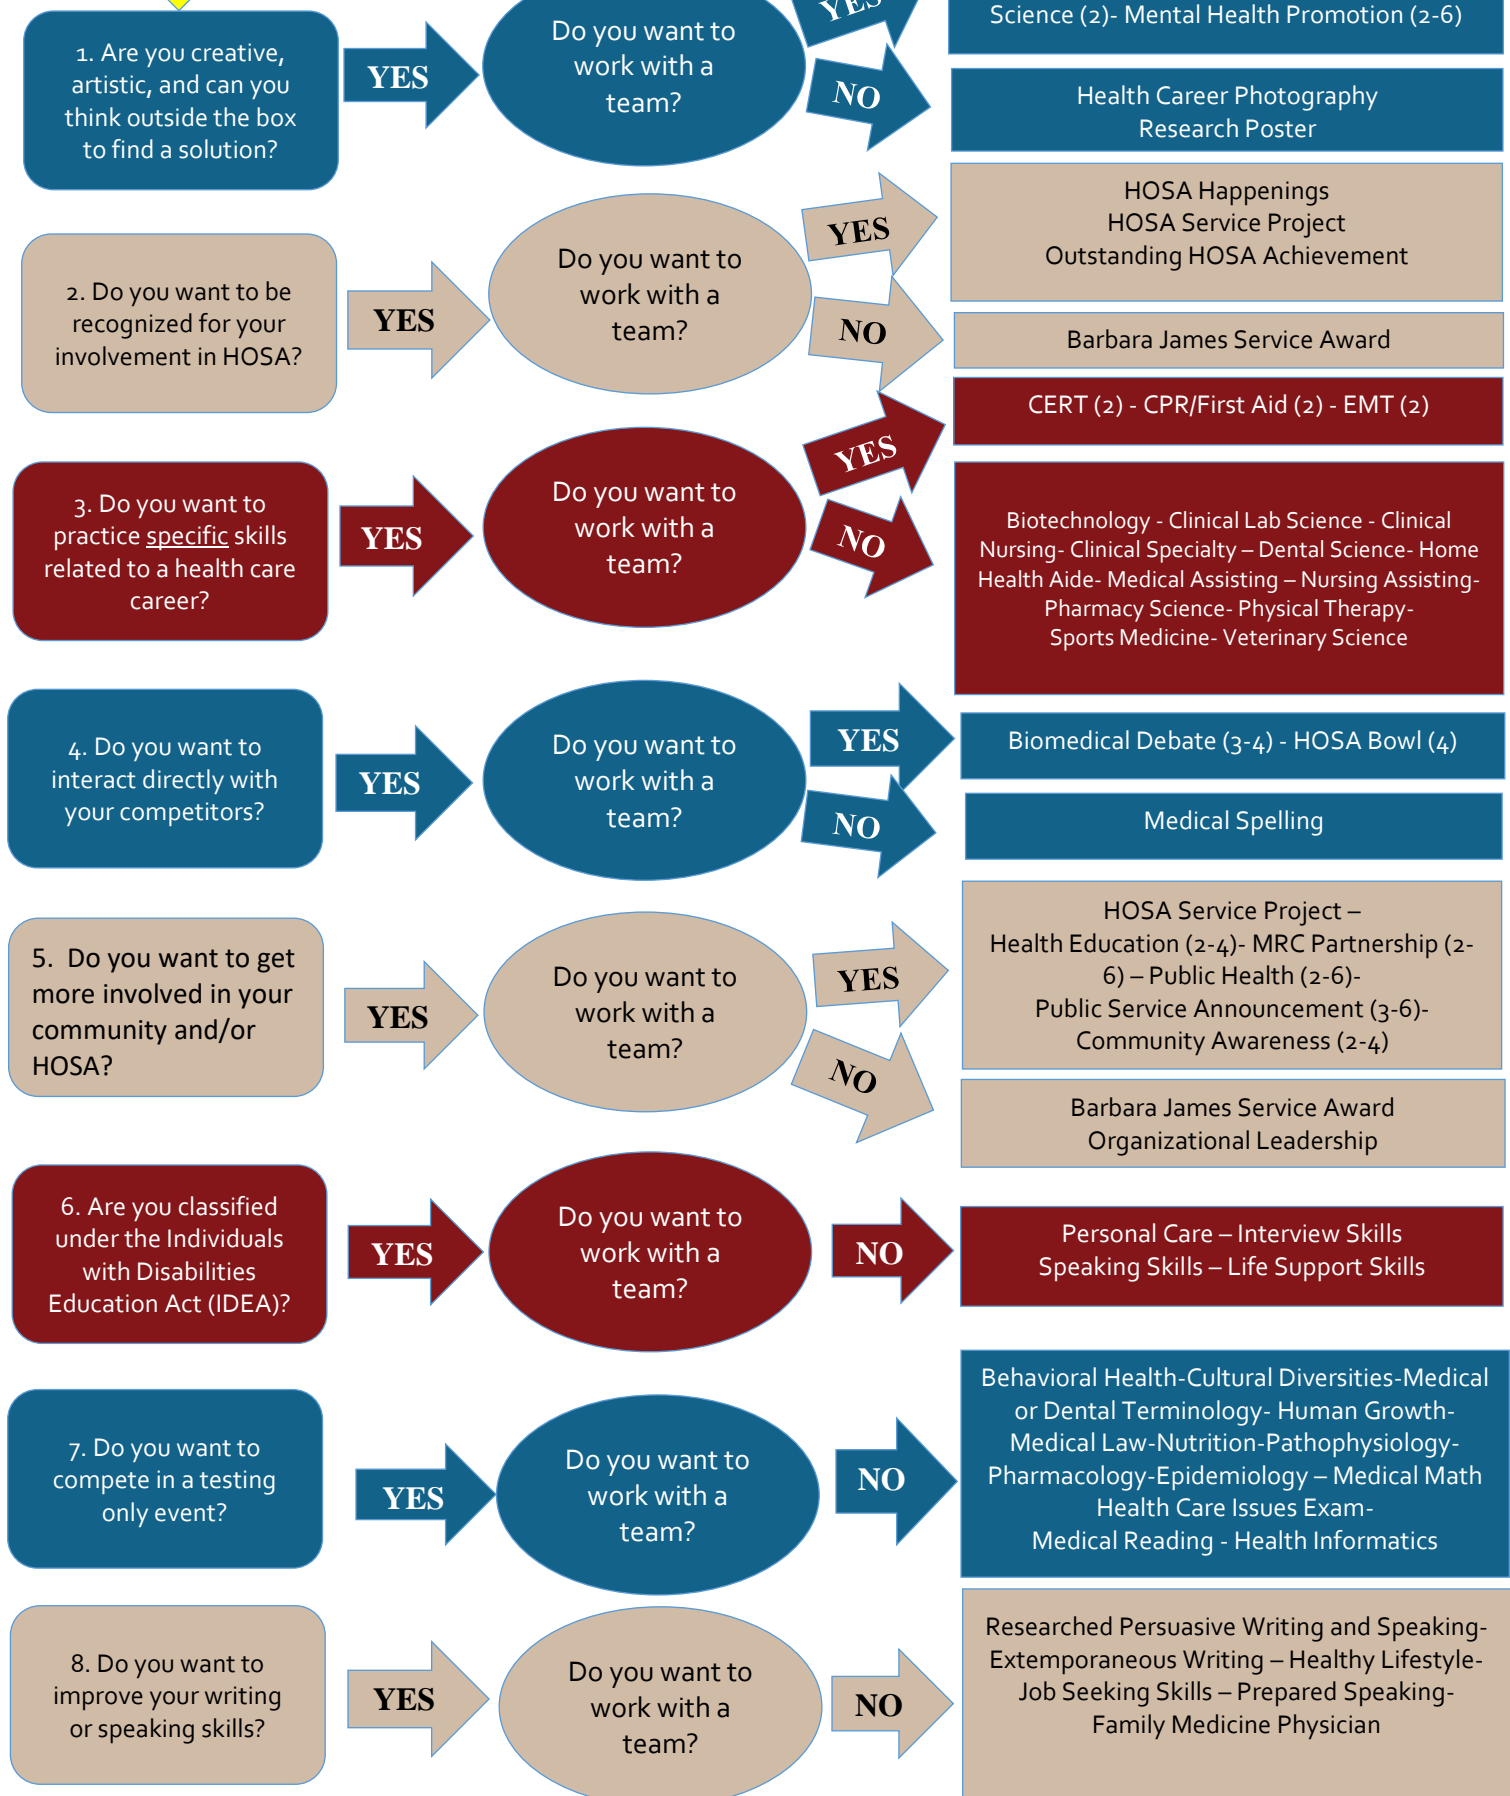 1. Are you creative,
artistic, and can you
think outside the box
to find a solution?
YES
Do you want to
work with a
team?
YES
Science (2)- Mental Health Promotion (2-6)
NO
Health Career Photography
Research Poster
2. Do you want to be
recognized for your
involvement in HOSA?
YES
Do you want to
work with a
team?
YES
HOSA Happenings
HOSA Service Project
Outstanding HOSA Achievement
NO
Barbara James Service Award
3. Do you want to
practice specific skills
related to a health care
career?
YES
Do you want to
work with a
team?
YES
CERT (2) - CPR/First Aid (2) - EMT (2)
NO
Biotechnology - Clinical Lab Science - Clinical
Nursing- Clinical Specialty – Dental Science- Home
Health Aide- Medical Assisting – Nursing Assisting-
Pharmacy Science- Physical Therapy-
Sports Medicine- Veterinary Science
4. Do you want to
interact directly with
your competitors?
YES
Do you want to
work with a
team?
YES
Biomedical Debate (3-4) - HOSA Bowl (4)
NO
Medical Spelling
5. Do you want to get
more involved in your
community and/or
HOSA?
YES
Do you want to
work with a
team?
YES
HOSA Service Project –
Health Education (2-4)- MRC Partnership (2-
6) – Public Health (2-6)-
Public Service Announcement (3-6)-
Community Awareness (2-4)
NO
Barbara James Service Award
Organizational Leadership
6. Are you classified
under the Individuals
with Disabilities
Education Act (IDEA)?
YES
Do you want to
work with a
team?
NO
Personal Care – Interview Skills
Speaking Skills – Life Support Skills
7. Do you want to
compete in a testing
only event?
YES
Do you want to
work with a
team?
NO
Behavioral Health-Cultural Diversities-Medical
or Dental Terminology- Human Growth-
Medical Law-Nutrition-Pathophysiology-
Pharmacology-Epidemiology – Medical Math
Health Care Issues Exam-
Medical Reading - Health Informatics
8. Do you want to
improve your writing
or speaking skills?
YES
Do you want to
work with a
team?
NO
Researched Persuasive Writing and Speaking-
Extemporaneous Writing – Healthy Lifestyle-
Job Seeking Skills – Prepared Speaking-
Family Medicine Physician